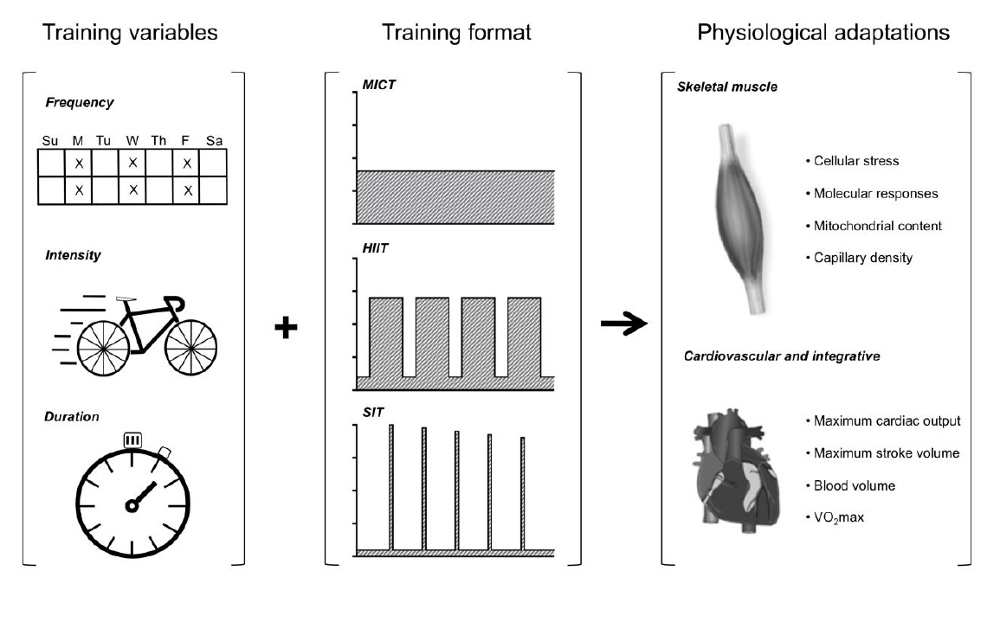 Training variables
Training format
Physiological adaptations
Frequency
Su M Tu W Th F Sa
X X X
X X X
Intensity
Duration
+
MICT
HIIT
SIT
Skeletal muscle
• Cellular stress
• Molecular responses
• Mitochondrial content
• Capillary density
Cardiovascular and integrative
• Maximum cardiac output
• Maximum stroke volume
• Blood volume
• VO₂max